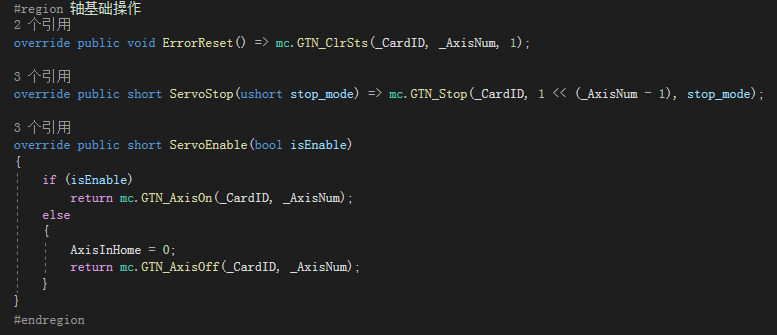 #region 轴基础操作
2 个引用
override public void ErrorReset() => mc.GTN_ClrSts(_CardID, _AxisNum, 1);
3 个引用
override public short ServoStop(ushort stop_mode) => mc.GTN_Stop(_CardID, 1 << (_AxisNum - 1), stop_mode);
3 个引用
override public short ServoEnable(bool isEnable)
{
if (isEnable)
return mc.GTN_AxisOn(_CardID, _AxisNum);
else
{
AxisInHome = 0;
return mc.GTN_AxisOff(_CardID, _AxisNum);
}
}
#endregion